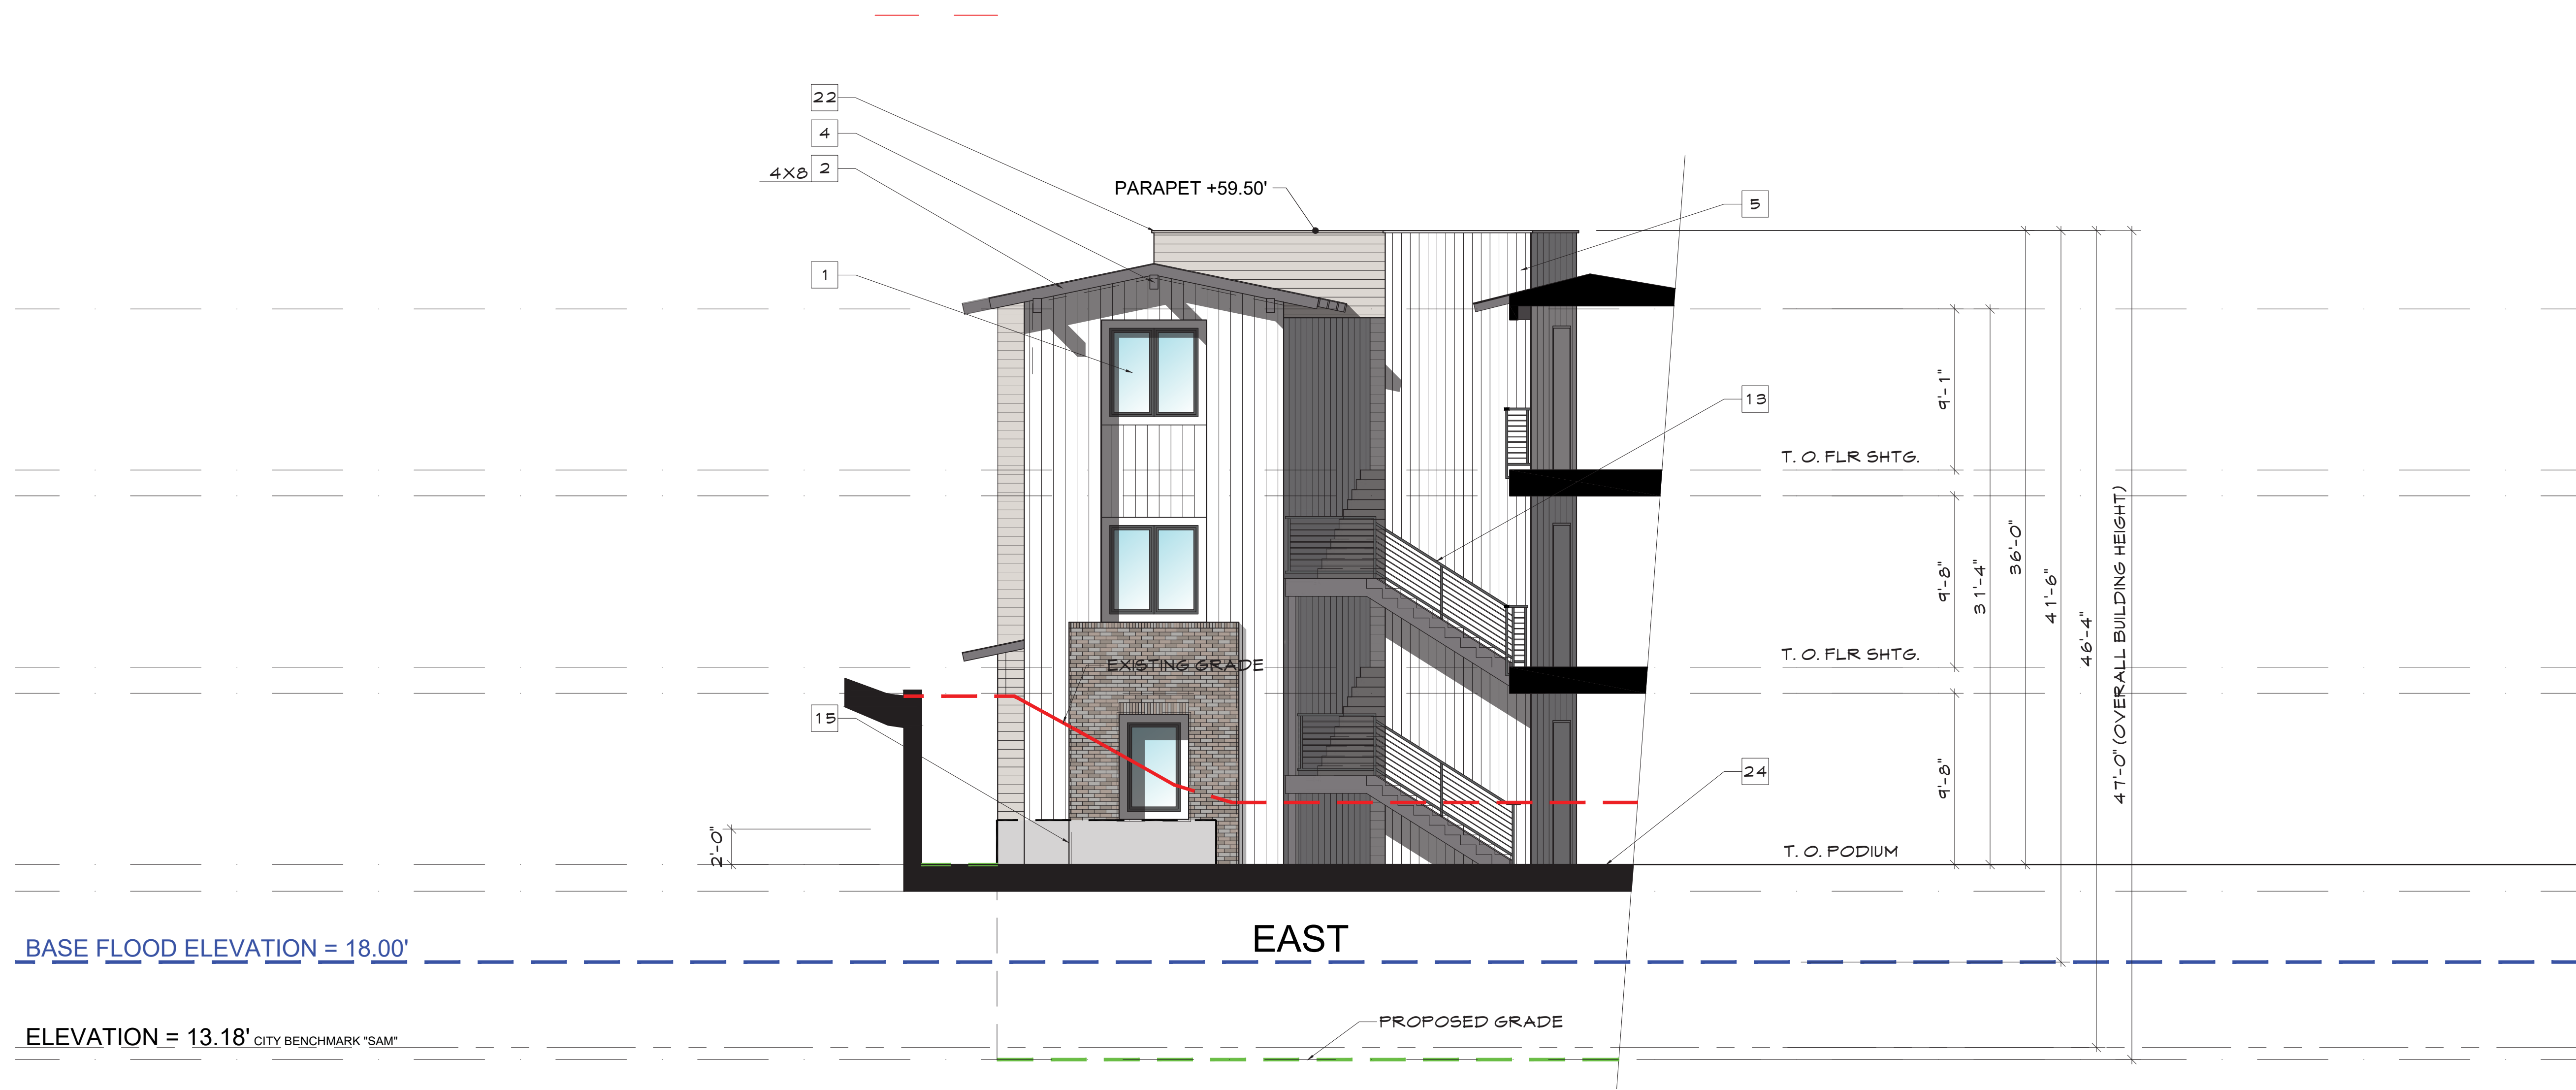 22
4
4X8 2
PARAPET +59.50'
5
1
9'-1"
13
T. O. FLR SHTG.
36'-0"
9'-8"
31'-4"
41'-6"
46'-4"
47'-0" (OVERALL BUILDING HEIGHT)
EXISTING GRADE
T. O. FLR SHTG.
15
24
9'-8"
2'-0"
T. O. PODIUM
BASE FLOOD ELEVATION = 18.00'
EAST
PROPOSED GRADE
ELEVATION = 13.18' CITY BENCHMARK "SAM"